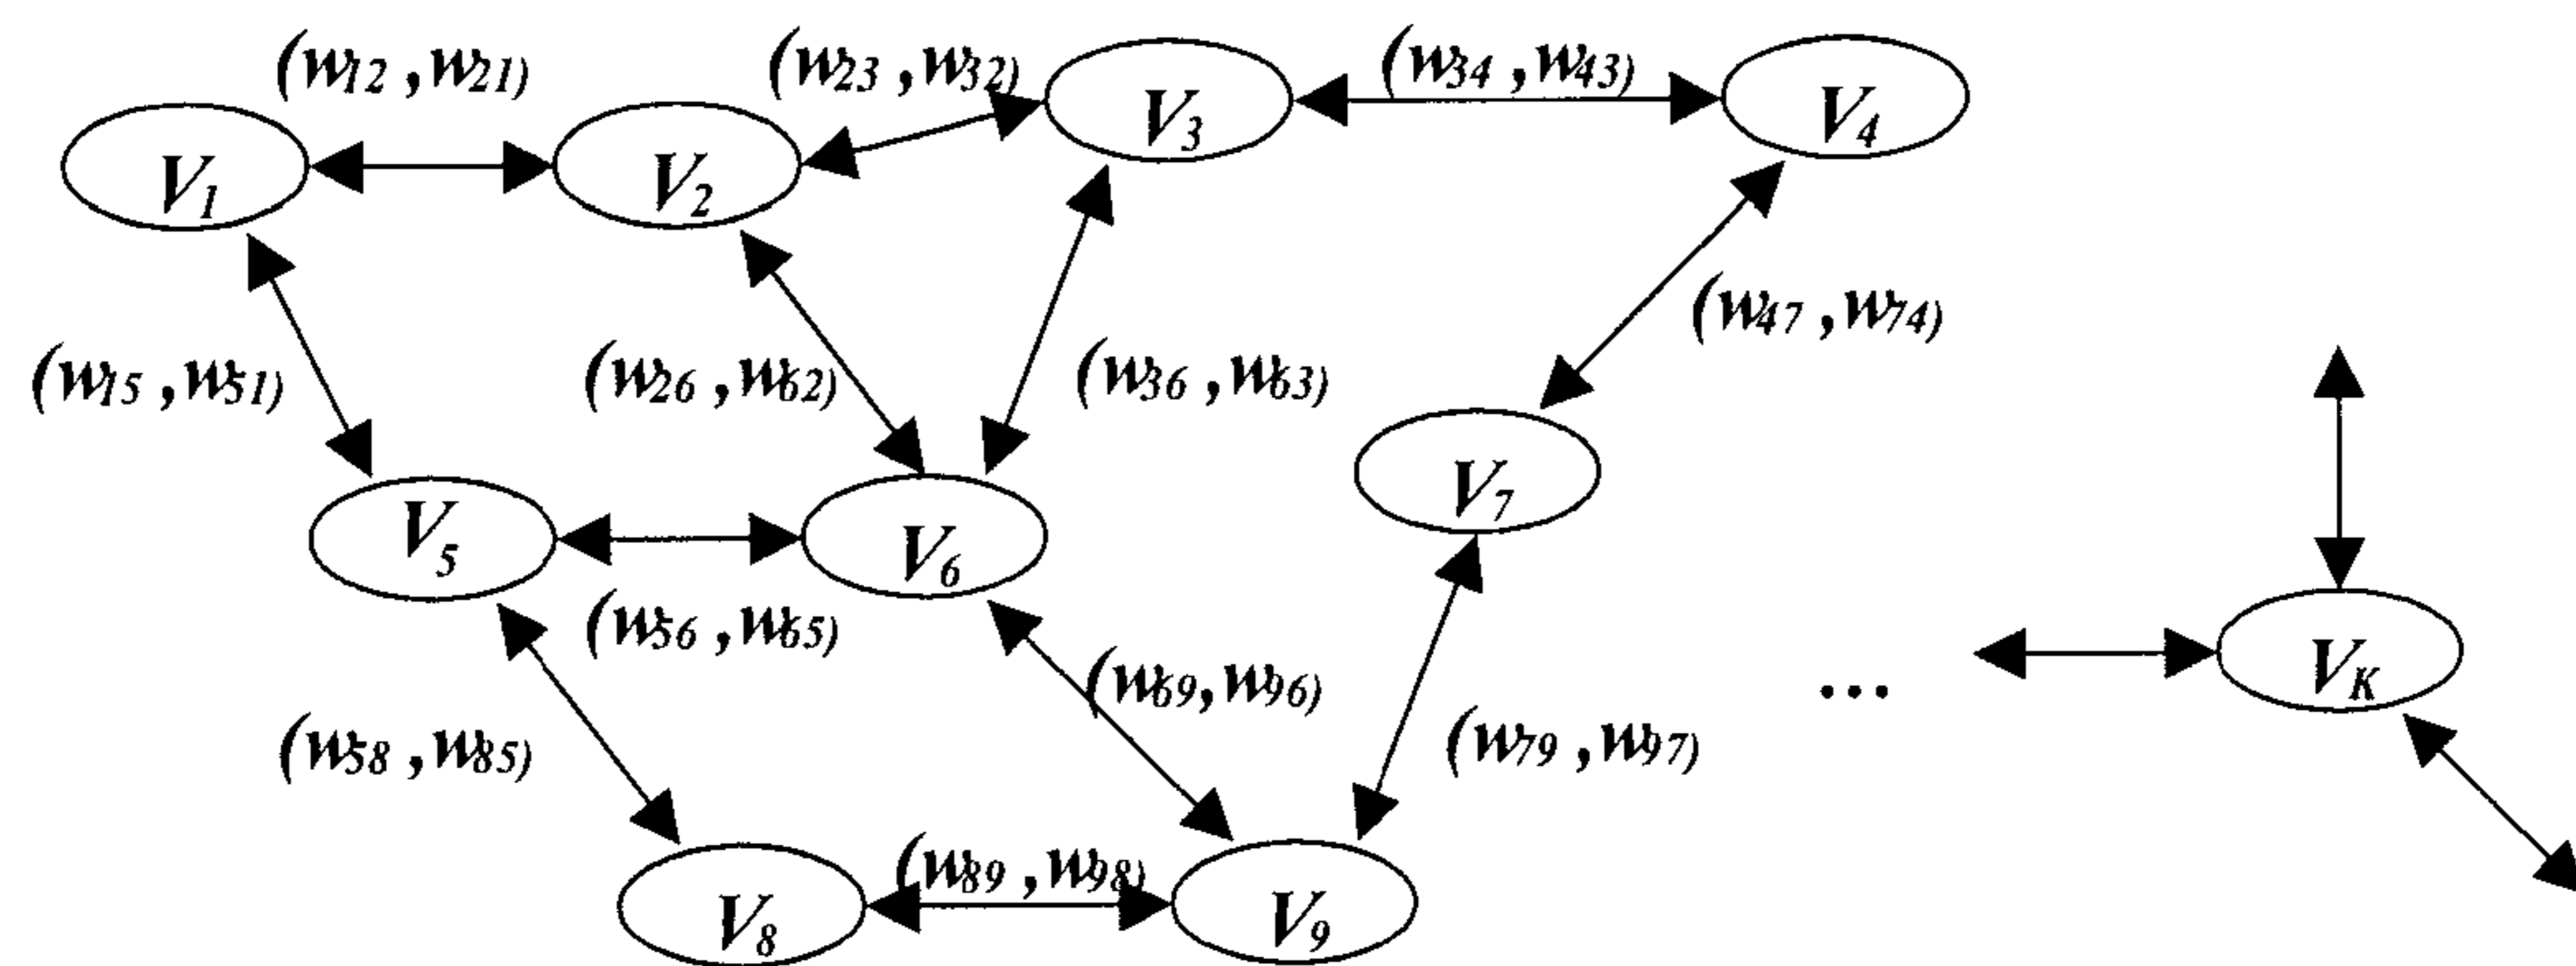 (w12 ,w21)
(w23 ,w32)
(w34 ,w43)
V3
V4
V1
V2
(w47 ,w74)
(w15 ,w51)
(w26 ,w62)
(w36 ,w63)
V7
V5
V6
(w56 ,w65)
(w69,w96)
...
VK
(w58 ,w85)
(w79 ,w97)
(w89 ,w98)
V8
V9